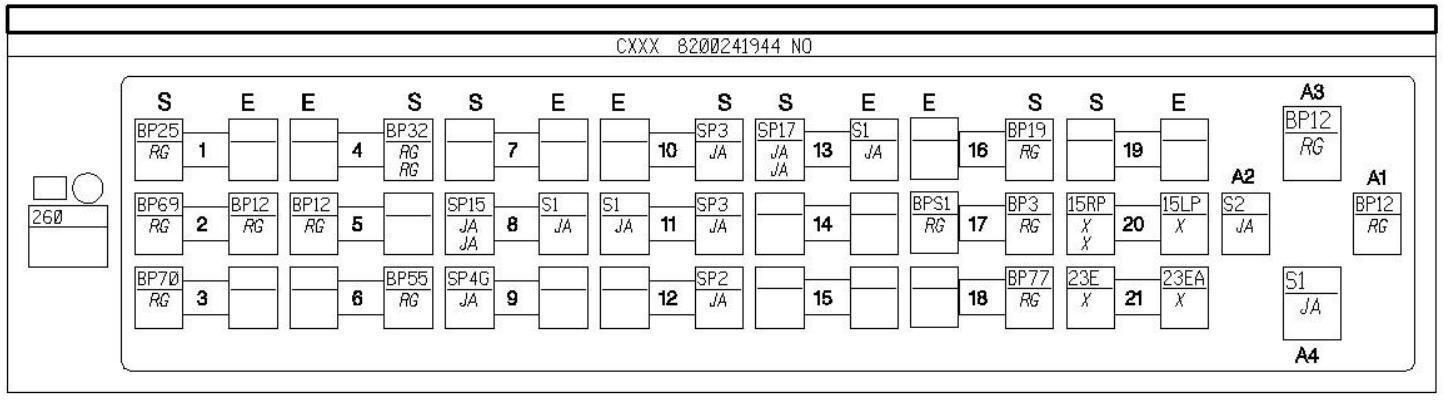 CXXX 8200241944 NO
S E E S S E E S S E E S S E A3
BP25 1 4 BP32 7 10 SP3 SP17 13 S1 16 BP19 19 BP12
RG RG JA JA JA RG RG
RG JA
A2 A1
260 BP69 2 BP12 BP12 5 SP15 8 S1 S1 11 SP3 14 BPS1 17 BP3 15RP 20 15LP S2 BP12
RG RG RG JA JA JA JA RG RG X X JA RG
JA X
BP70 3 6 BP55 SP4G 9 12 SP2 15 18 BP77 23E 21 23EA S1
RG RG JA JA RG X X JA
A4